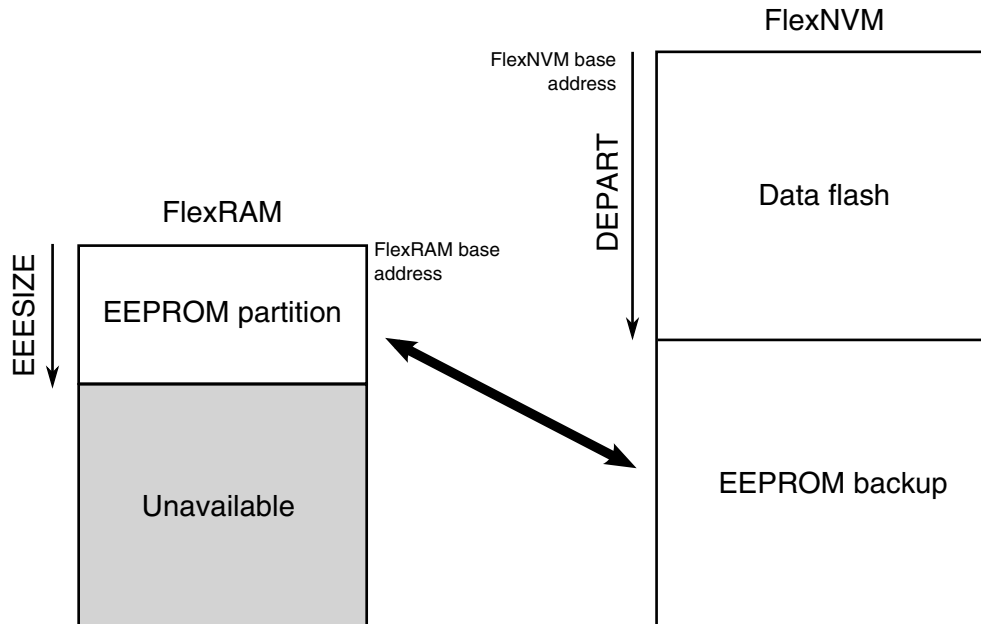 FlexNVM
FlexNVM base
address
DEPART
Data flash
FlexRAM
FlexRAM base
address
EEESIZE
EEPROM partition
Unavailable
EEPROM backup